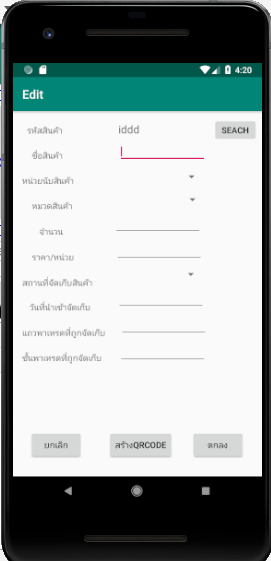 4:20
Edit
รหัสสินค้า iddd SEACH
ชื่อสินค้า
หน่วยนับสินค้า
หมวดสินค้า
จำนวน
ราคา/หน่วย
สถานที่จัดเก็บสินค้า
วันที่นำเข้าจัดเก็บ
แถวพาเหรดที่ถูกจัดเก็บ
ชั้นพาเหรดที่ถูกจัดเก็บ
ยกเลิก สร้างQRCODE ตกลง